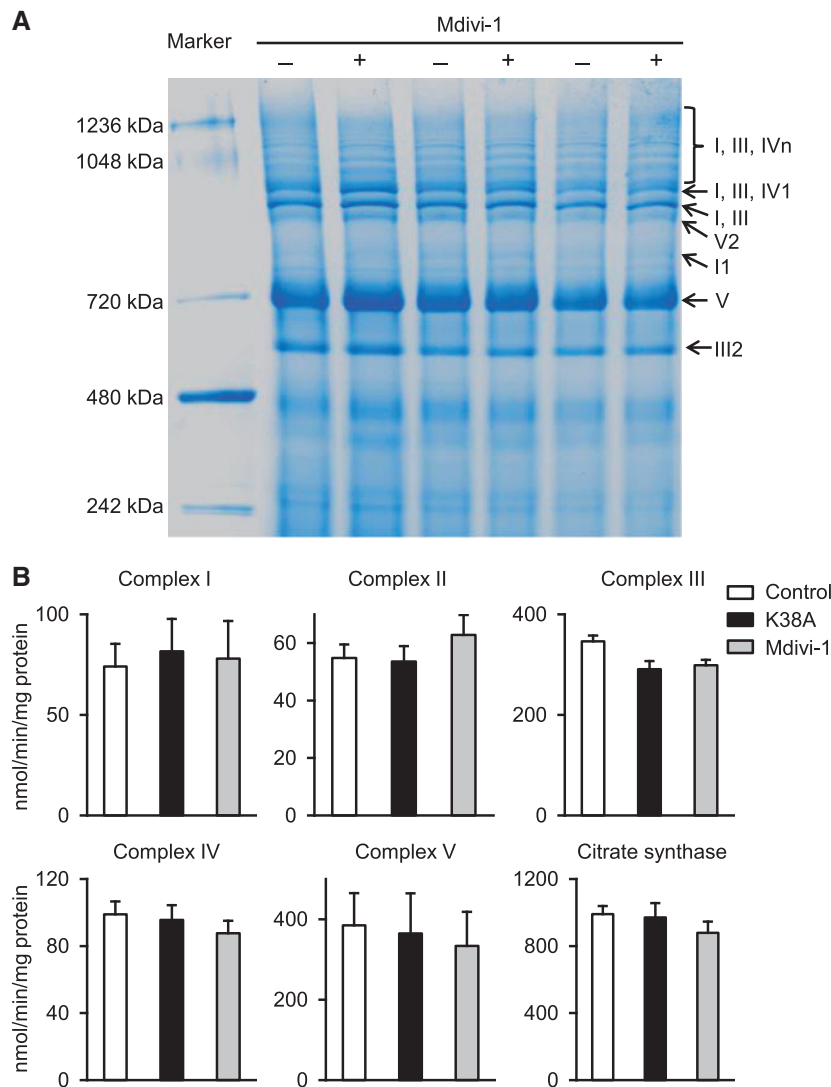 A
Marker
Mdivi-1
– + – + – +
1236 kDa
1048 kDa
720 kDa
480 kDa
242 kDa
I, III, IVn
I, III, IV1
I, III
V2
I1
V
III2
B
Complex I
Complex II
Complex III
Control
K38A
Mdivi-1
nmol/min/mg protein
100
50
0
60
40
20
0
400
200
0
Complex IV
Complex V
Citrate synthase
nmol/min/mg protein
120
80
40
0
400
200
0
1200
800
400
0